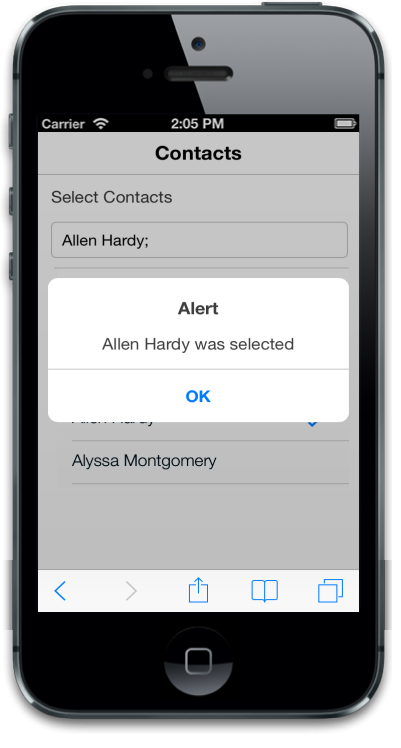 Carrier 2:05 PM
Contacts
Select Contacts
Allen Hardy;
Alert
Allen Hardy was selected
OK
Allen Hardy
Alyssa Montgomery